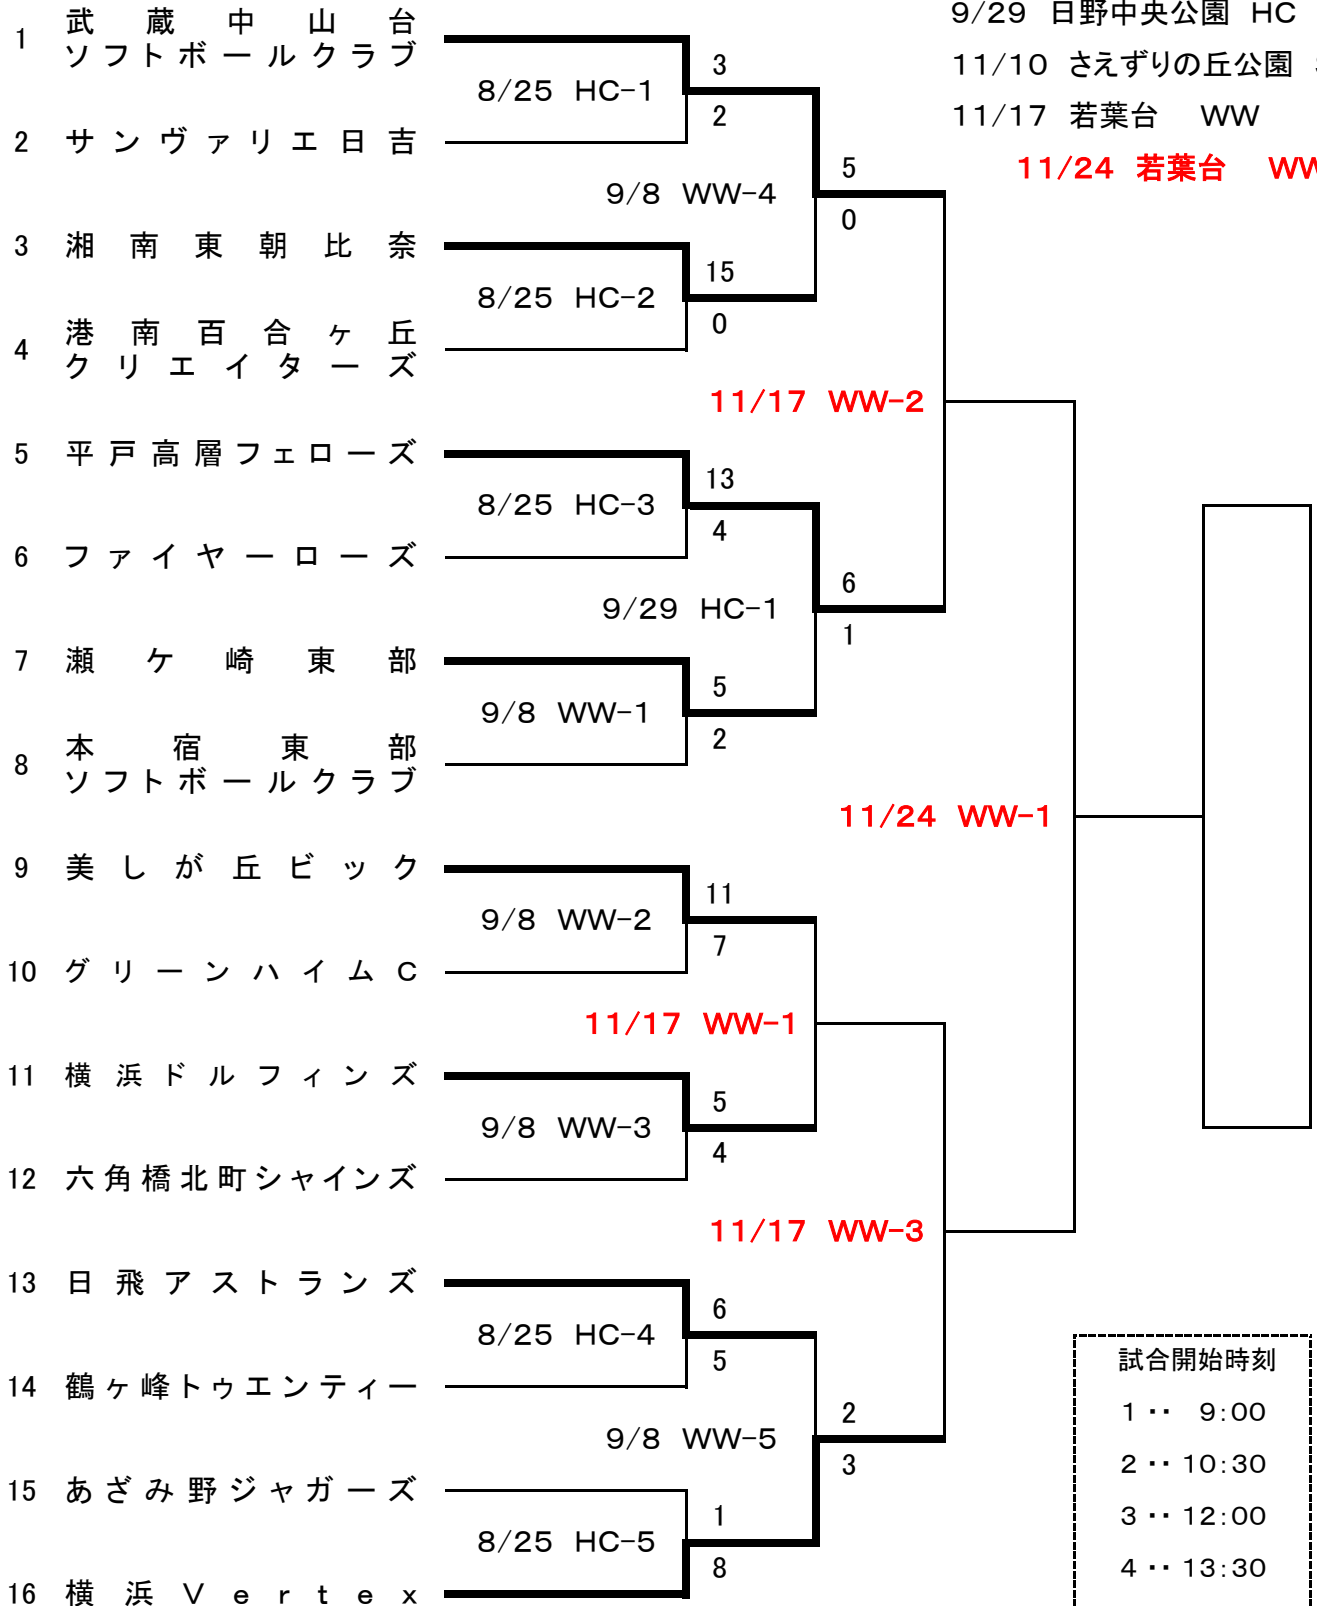 9/29 日野中央公園 HC
11/10 さえずりの丘公園
11/17 若葉台 WW
11/24 若葉台 WW
1 武蔵中山台
ソフトボールクラブ
8/25 HC-1
3
2
2 サンヴァリエ日吉
9/8 WW-4
5
0
3 湘南東朝比奈
8/25 HC-2
15
0
4 港南百合ヶ丘
クリエイターズ
11/17 WW-2
5 平戸高層フェローズ
8/25 HC-3
13
4
6 ファイヤーローズ
9/29 HC-1
6
1
7 瀬ケ崎東部
9/8 WW-1
5
2
8 本宿東部
ソフトボールクラブ
11/24 WW-1
9 美しが丘ビック
9/8 WW-2
11
7
10 グリーンハイムC
11/17 WW-1
11 横浜ドルフィンズ
9/8 WW-3
5
4
12 六角橋北町シャインズ
11/17 WW-3
13 日飛アストランズ
8/25 HC-4
6
5
14 鶴ヶ峰トゥエンティー
9/8 WW-5
2
3
15 あざみ野ジャガーズ
8/25 HC-5
1
8
16 横浜Vertex
試合開始時刻
1‥ 9:00
2‥10:30
3‥12:00
4‥13:30